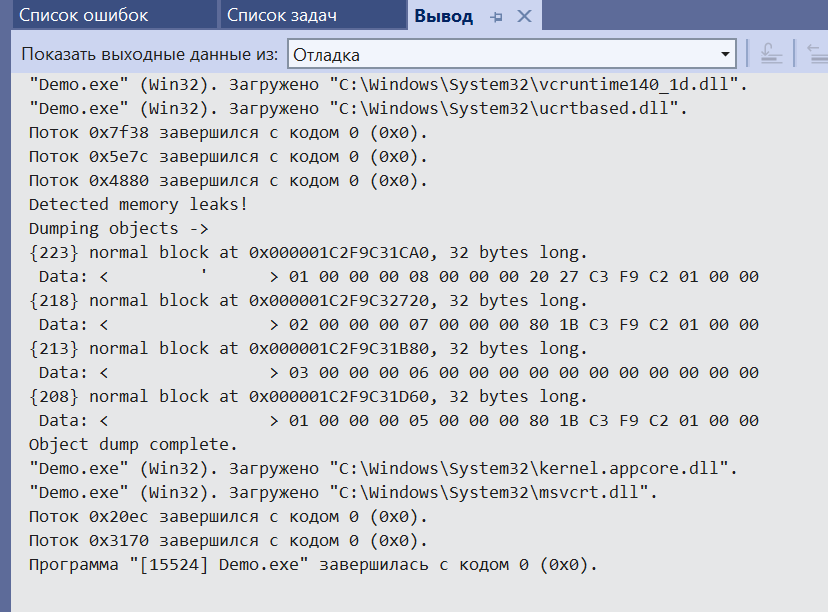 Список ошибок Список задач Вывод
Показать выходные данные из: Отладка
"Demo.exe" (Win32). Загружено "C:\Windows\System32\vcruntime140_1d.dll".
"Demo.exe" (Win32). Загружено "C:\Windows\System32\ucrtbased.dll".
Поток 0x7f38 завершился с кодом 0 (0x0).
Поток 0x5e7c завершился с кодом 0 (0x0).
Поток 0x4880 завершился с кодом 0 (0x0).
Detected memory leaks!
Dumping objects ->
{223} normal block at 0x000001C2F9C31CA0, 32 bytes long.
 Data: <         '      > 01 00 00 00 08 00 00 00 20 27 C3 F9 C2 01 00 00
{218} normal block at 0x000001C2F9C32720, 32 bytes long.
 Data: <                > 02 00 00 00 07 00 00 00 80 1B C3 F9 C2 01 00 00
{213} normal block at 0x000001C2F9C31B80, 32 bytes long.
 Data: <                > 03 00 00 00 06 00 00 00 00 00 00 00 00 00 00 00
{208} normal block at 0x000001C2F9C31D60, 32 bytes long.
 Data: <                > 01 00 00 00 05 00 00 00 80 1B C3 F9 C2 01 00 00
Object dump complete.
"Demo.exe" (Win32). Загружено "C:\Windows\System32\kernel.appcore.dll".
"Demo.exe" (Win32). Загружено "C:\Windows\System32\msvcrt.dll".
Поток 0x20ec завершился с кодом 0 (0x0).
Поток 0x3170 завершился с кодом 0 (0x0).
Программа "[15524] Demo.exe" завершилась с кодом 0 (0x0).